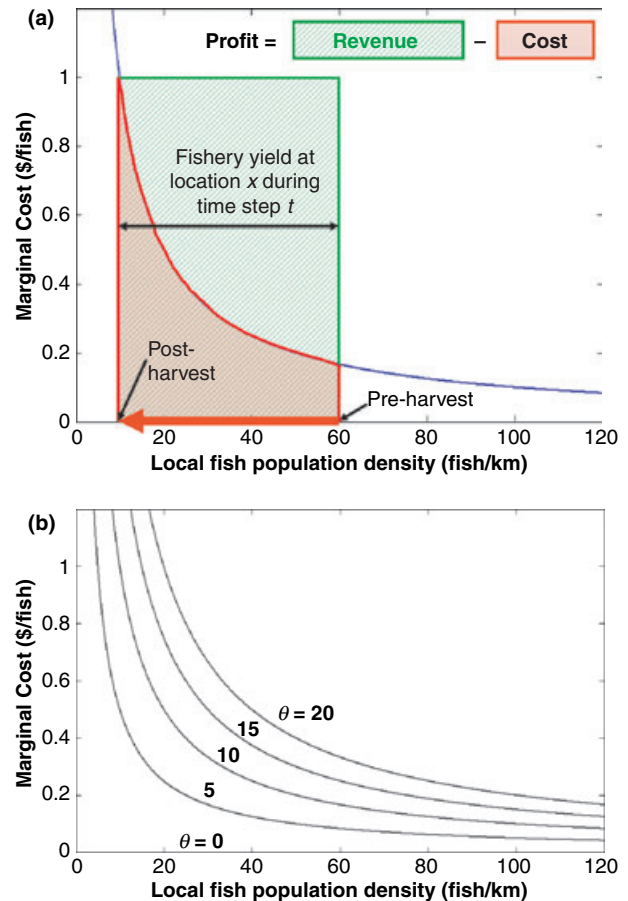 (a)
Profit = Revenue – Cost
1
0.8
0.6
0.4
0.2
0
Marginal Cost ($/fish)
Fishery yield at
location x during
time step t
Post-
harvest
Pre-harvest
0 20 40 60 80 100 120
Local fish population density (fish/km)
(b)
1
0.8
0.6
0.4
0.2
0
Marginal Cost ($/fish)
θ = 20
15
10
5
θ = 0
0 20 40 60 80 100 120
Local fish population density (fish/km)